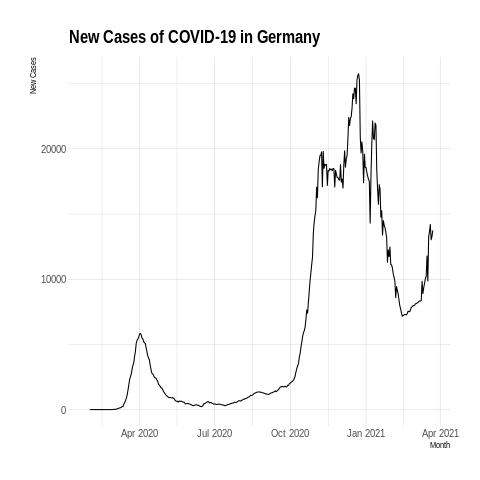 New Cases of COVID-19 in Germany
New Cases
20000
10000
0
Apr 2020 Jul 2020 Oct 2020 Jan 2021 Apr 2021
Month